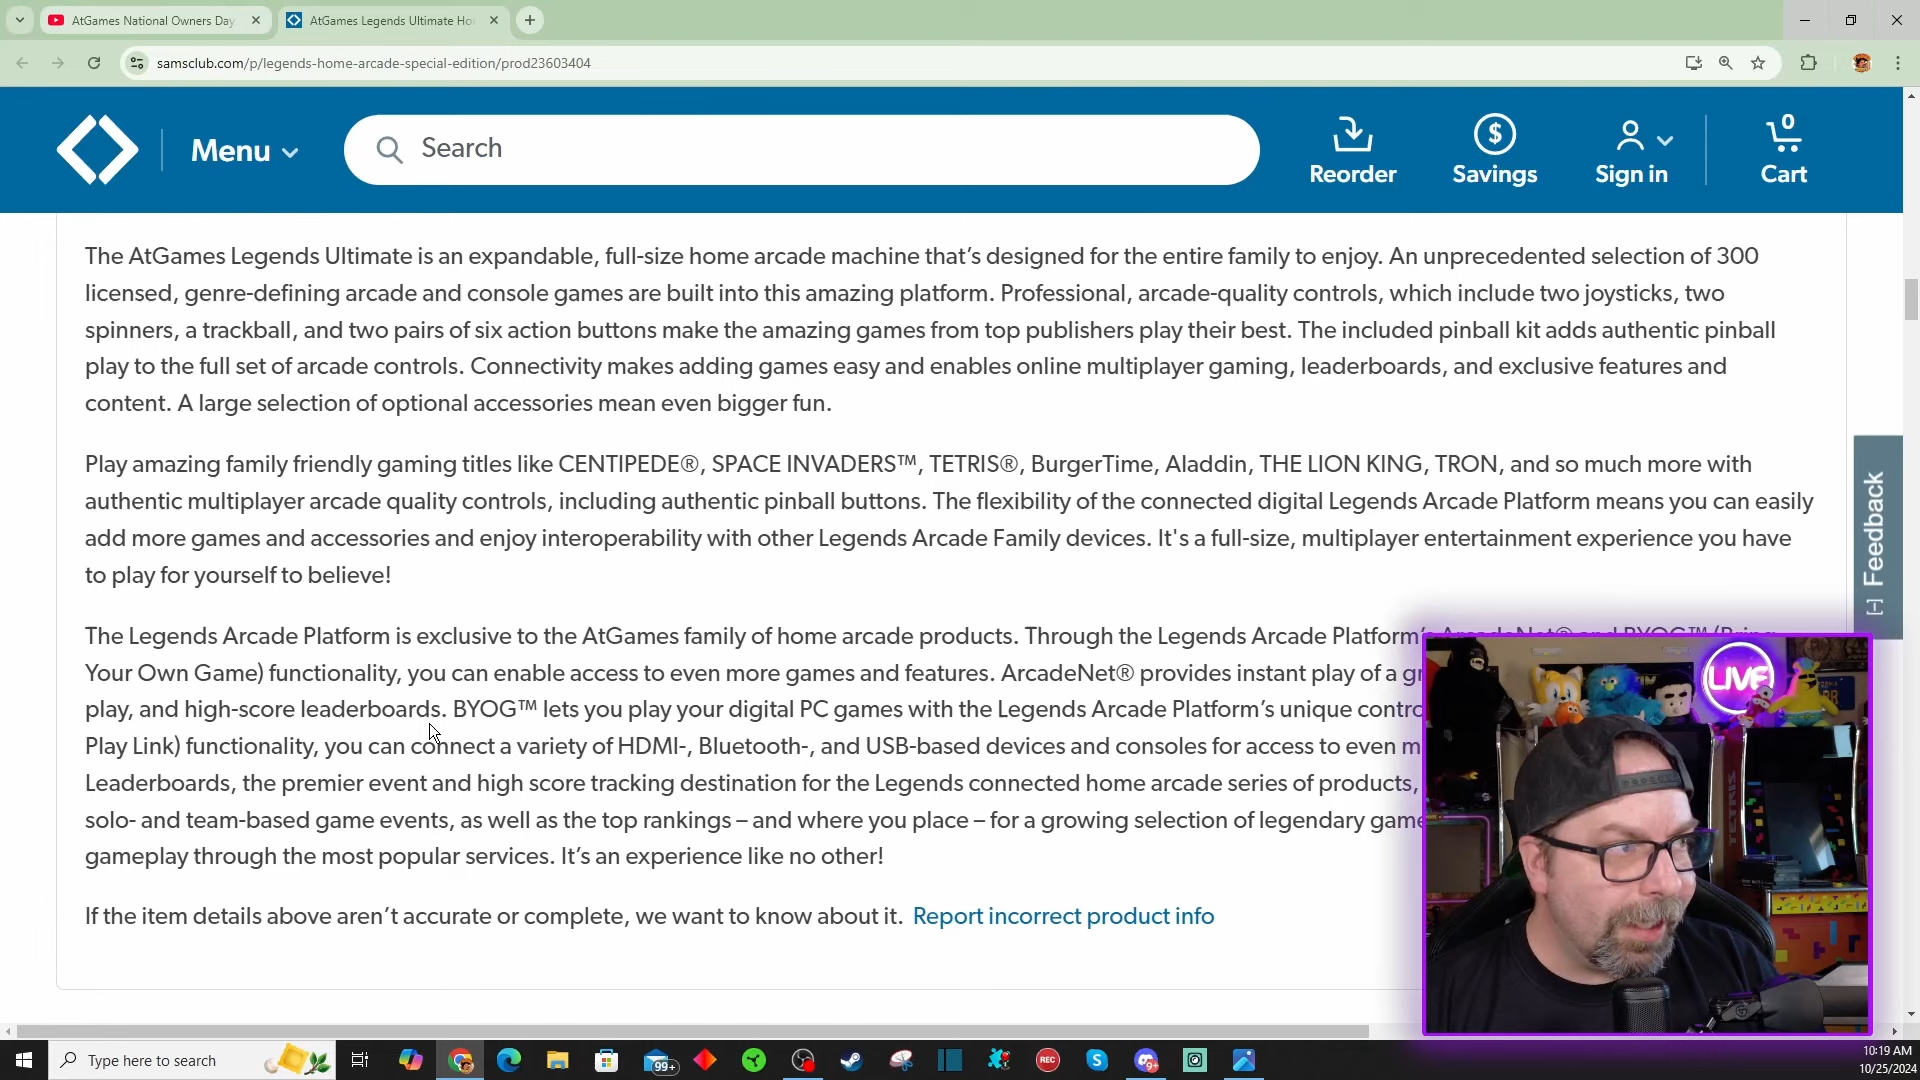 AtGames National Owners Day
AtGames Legends Ultimate Ho
samsclub.com/p/legends-home-arcade-special-edition/prod23603404
Menu
Search
Reorder
Savings
Sign in
0
Cart
The AtGames Legends Ultimate is an expandable, full-size home arcade machine that’s designed for the entire family to enjoy. An unprecedented selection of 300
licensed, genre-defining arcade and console games are built into this amazing platform. Professional, arcade-quality controls, which include two joysticks, two
spinners, a trackball, and two pairs of six action buttons make the amazing games from top publishers play their best. The included pinball kit adds authentic pinball
play to the full set of arcade controls. Connectivity makes adding games easy and enables online multiplayer gaming, leaderboards, and exclusive features and
content. A large selection of optional accessories mean even bigger fun.
Play amazing family friendly gaming titles like CENTIPEDE®, SPACE INVADERS™, TETRIS®, BurgerTime, Aladdin, THE LION KING, TRON, and so much more with
authentic multiplayer arcade quality controls, including authentic pinball buttons. The flexibility of the connected digital Legends Arcade Platform means you can easily
add more games and accessories and enjoy interoperability with other Legends Arcade Family devices. It's a full-size, multiplayer entertainment experience you have
to play for yourself to believe!
The Legends Arcade Platform is exclusive to the AtGames family of home arcade products. Through the Legends Arcade Platform’s ArcadeNet® and BYOG™ (Bring
Your Own Game) functionality, you can enable access to even more games and features. ArcadeNet® provides instant play of a gr
play, and high-score leaderboards. BYOG™ lets you play your digital PC games with the Legends Arcade Platform’s unique contro
Play Link) functionality, you can connect a variety of HDMI-, Bluetooth-, and USB-based devices and consoles for access to even m
Leaderboards, the premier event and high score tracking destination for the Legends connected home arcade series of products,
solo- and team-based game events, as well as the top rankings – and where you place – for a growing selection of legendary game
gameplay through the most popular services. It’s an experience like no other!
If the item details above aren’t accurate or complete, we want to know about it. Report incorrect product info
[-] Feedback
LIVE
TETRIS
Type here to search
99+
REC
9+
10:19 AM
10/25/2024